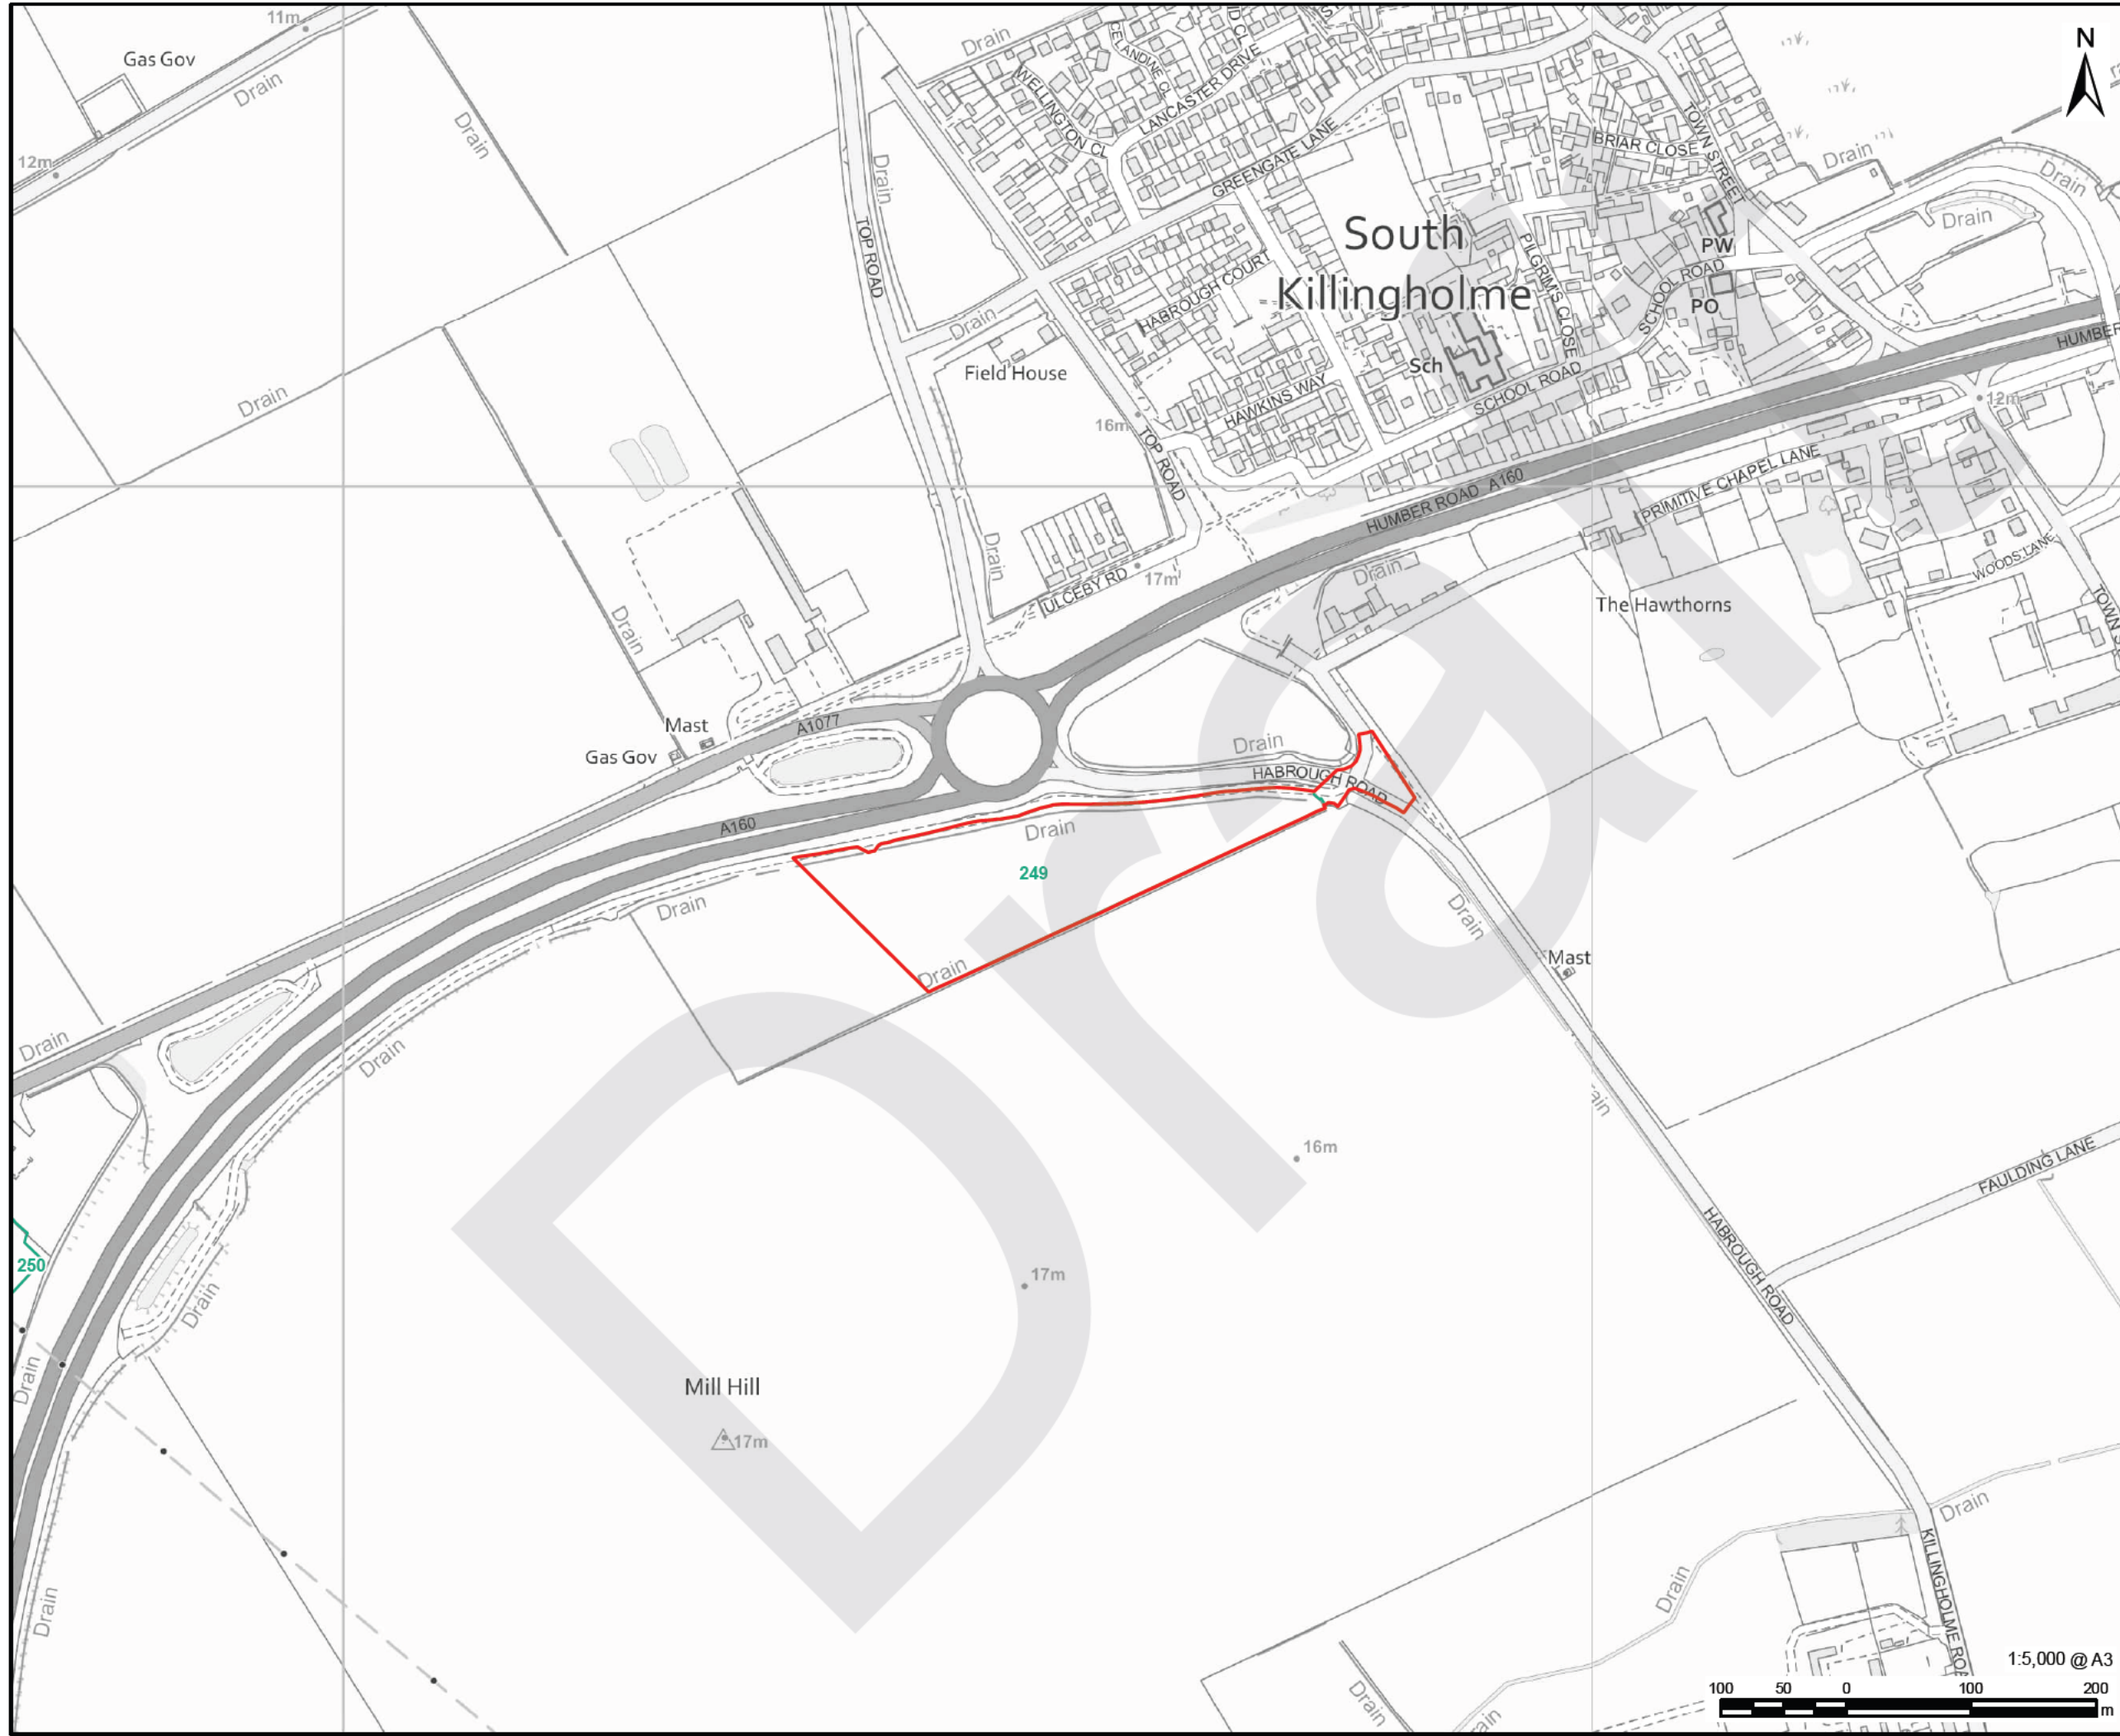 11m
Gas Gov
Drain
Drain
12m
Drain
Drain
WELLINGTON CL
LANCASTER DRIVE
GREENGATE LANE
TOWN STREET
BRIAR CLOSE
Drain
Drain
Drain
N
Drain
TOP ROAD
South
Killingholme
PILGRIM'S CLOSE
PW
SCHOOL ROAD
PO
HABROUGH COURT
Drain
Field House
Sch
SCHOOL ROAD
HAWKINS WAY
HUMBER
12m
16m
TOP ROAD
Drain
HUMBER ROAD A160
PRIMITIVE CHAPEL LANE
WOODS LANE
Drain
ULCEBY RD
17m
Drain
The Hawthorns
Drain
Mast
Gas Gov
A1077
Drain
HABROUGH ROAD
A160
Drain
249
Drain
Drain
Drain
Mast
Drain
Drain
16m
FAULDING LANE
HABROUGH ROAD
250
17m
Drain
Drain
Mill Hill
17m
Drain
Drain
Drain
KILLINGHOLME
Drain
1:5,000 @ A3
100 50 0 100 200
m
Draft